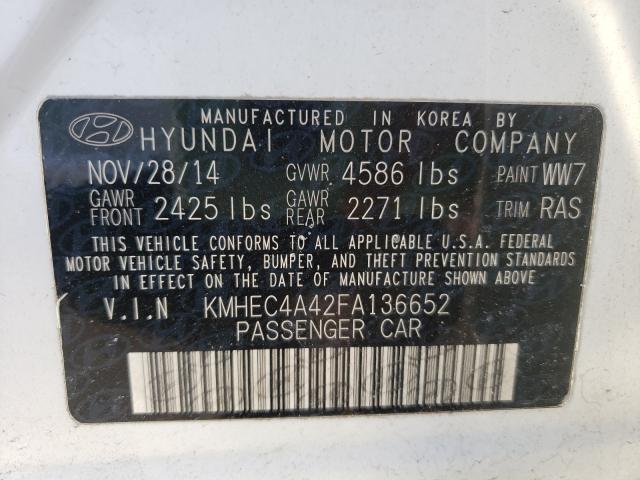 MANUFACTURED IN KOREA BY
HYUNDAI MOTOR COMPANY
NOV/28/14 GVWR 4586 lbs PAINT WW7
GAWR FRONT 2425 lbs GAWR REAR 2271 lbs TRIM RAS
THIS VEHICLE CONFORMS TO ALL APPLICABLE U.S.A. FEDERAL
MOTOR VEHICLE SAFETY, BUMPER, AND THEFT PREVENTION STANDARDS
IN EFFECT ON THE DATE OF MANUFACTURE SHOWN ABOVE.
V.I.N KMHEC4A42FA136652
PASSENGER CAR